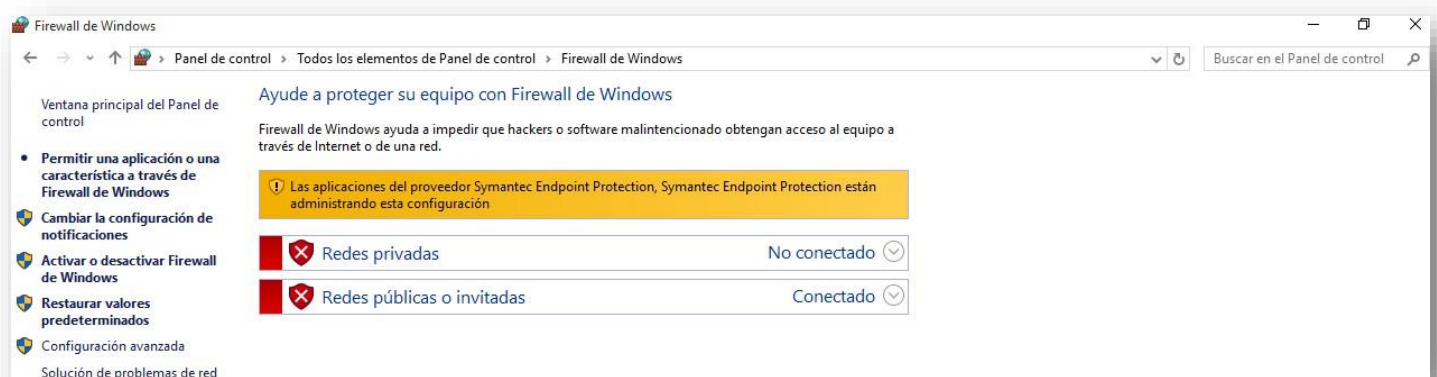 Firewall de Windows
Panel de control > Todos los elementos de Panel de control > Firewall de Windows
Buscar en el Panel de control
Ventana principal del Panel de
control
Permitir una aplicación o una
característica a través de
Firewall de Windows
Cambiar la configuración de
notificaciones
Activar o desactivar Firewall
de Windows
Restaurar valores
predeterminados
Configuración avanzada
Solución de problemas de red
Ayude a proteger su equipo con Firewall de Windows
Firewall de Windows ayuda a impedir que hackers o software malintencionado obtengan acceso al equipo a
través de Internet o de una red.
Las aplicaciones del proveedor Symantec Endpoint Protection, Symantec Endpoint Protection están
administrando esta configuración
Redes privadas No conectado
Redes públicas o invitadas Conectado